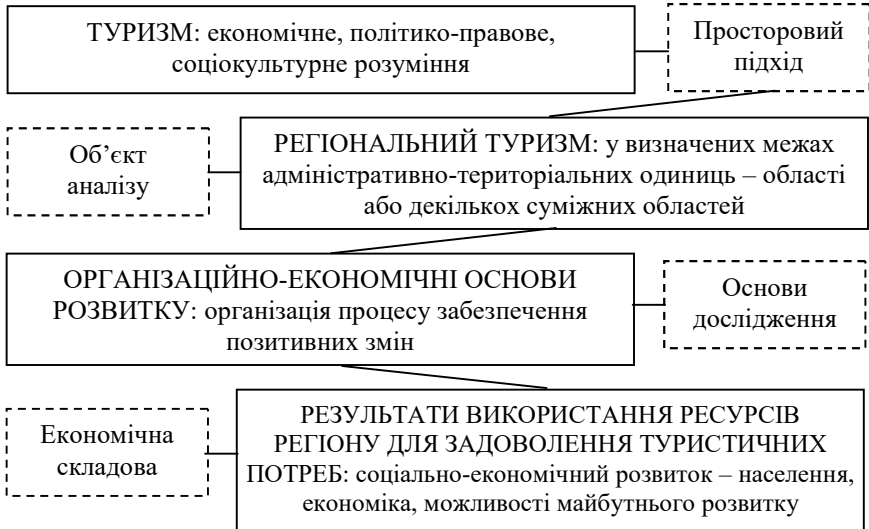 ТУРИЗМ: економічне, політико-правове,
соціокультурне розуміння
Просторовий
підхід
Об’єкт
аналізу
РЕГІОНАЛЬНИЙ ТУРИЗМ: у визначених межах
адміністративно-територіальних одиниць – області
або декількох суміжних областей
ОРГАНІЗАЦІЙНО-ЕКОНОМІЧНІ ОСНОВИ
РОЗВИТКУ: організація процесу забезпечення
позитивних змін
Основи
дослідження
Економічна
складова
РЕЗУЛЬТАТИ ВИКОРИСТАННЯ РЕСУРСІВ
РЕГІОНУ ДЛЯ ЗАДОВОЛЕННЯ ТУРИСТИЧНИХ
ПОТРЕБ: соціально-економічний розвиток – населення,
економіка, можливості майбутнього розвитку